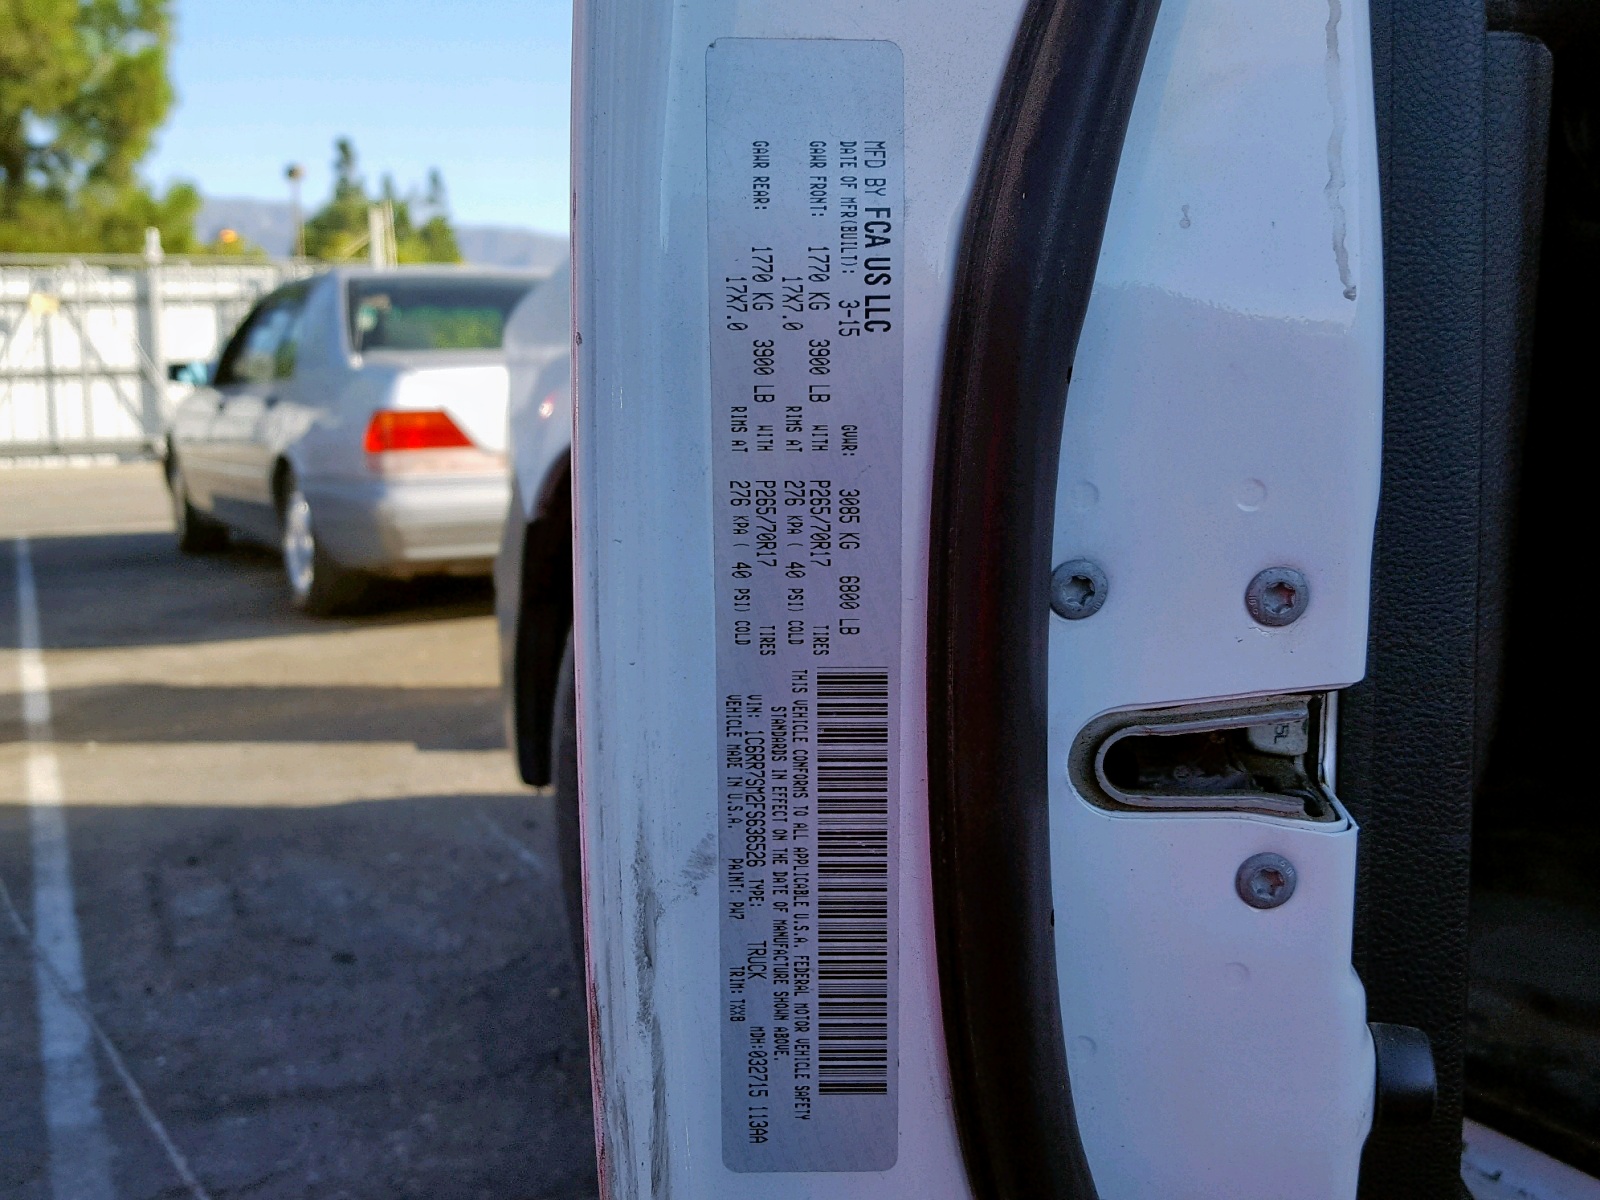 MFD BY FCA US LLC
DATE OF MFR(BUILT): 3-15 GVWR: 3085 KG 6800 LB
GAWR FRONT: 1770 KG 3900 LB WITH P265/70R17 TIRES
17X7.0 RIMS AT 276 KPA ( 40 PSI) COLD
GAWR REAR: 1770 KG 3900 LB WITH P265/70R17 TIRES
17X7.0 RIMS AT 276 KPA ( 40 PSI) COLD
THIS VEHICLE CONFORMS TO ALL APPLICABLE U.S.A. FEDERAL MOTOR VEHICLE SAFETY
STANDARDS IN EFFECT ON THE DATE OF MANUFACTURE SHOWN ABOVE.
VIN: 1C6RR7SM2FS636526 TYPE: TRUCK MDH:032715 113AA
VEHICLE MADE IN U.S.A. PAINT: PW7 TRIM: TXX8